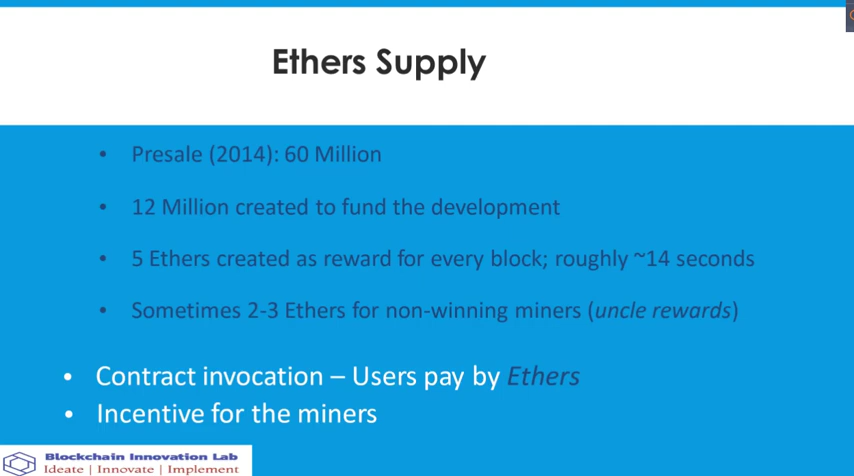 Ethers Supply
• Presale (2014): 60 Million
• 12 Million created to fund the development
• 5 Ethers created as reward for every block; roughly ~14 seconds
• Sometimes 2-3 Ethers for non-winning miners (uncle rewards)
• Contract invocation – Users pay by Ethers
• Incentive for the miners
Blockchain Innovation Lab
Ideate | Innovate | Implement